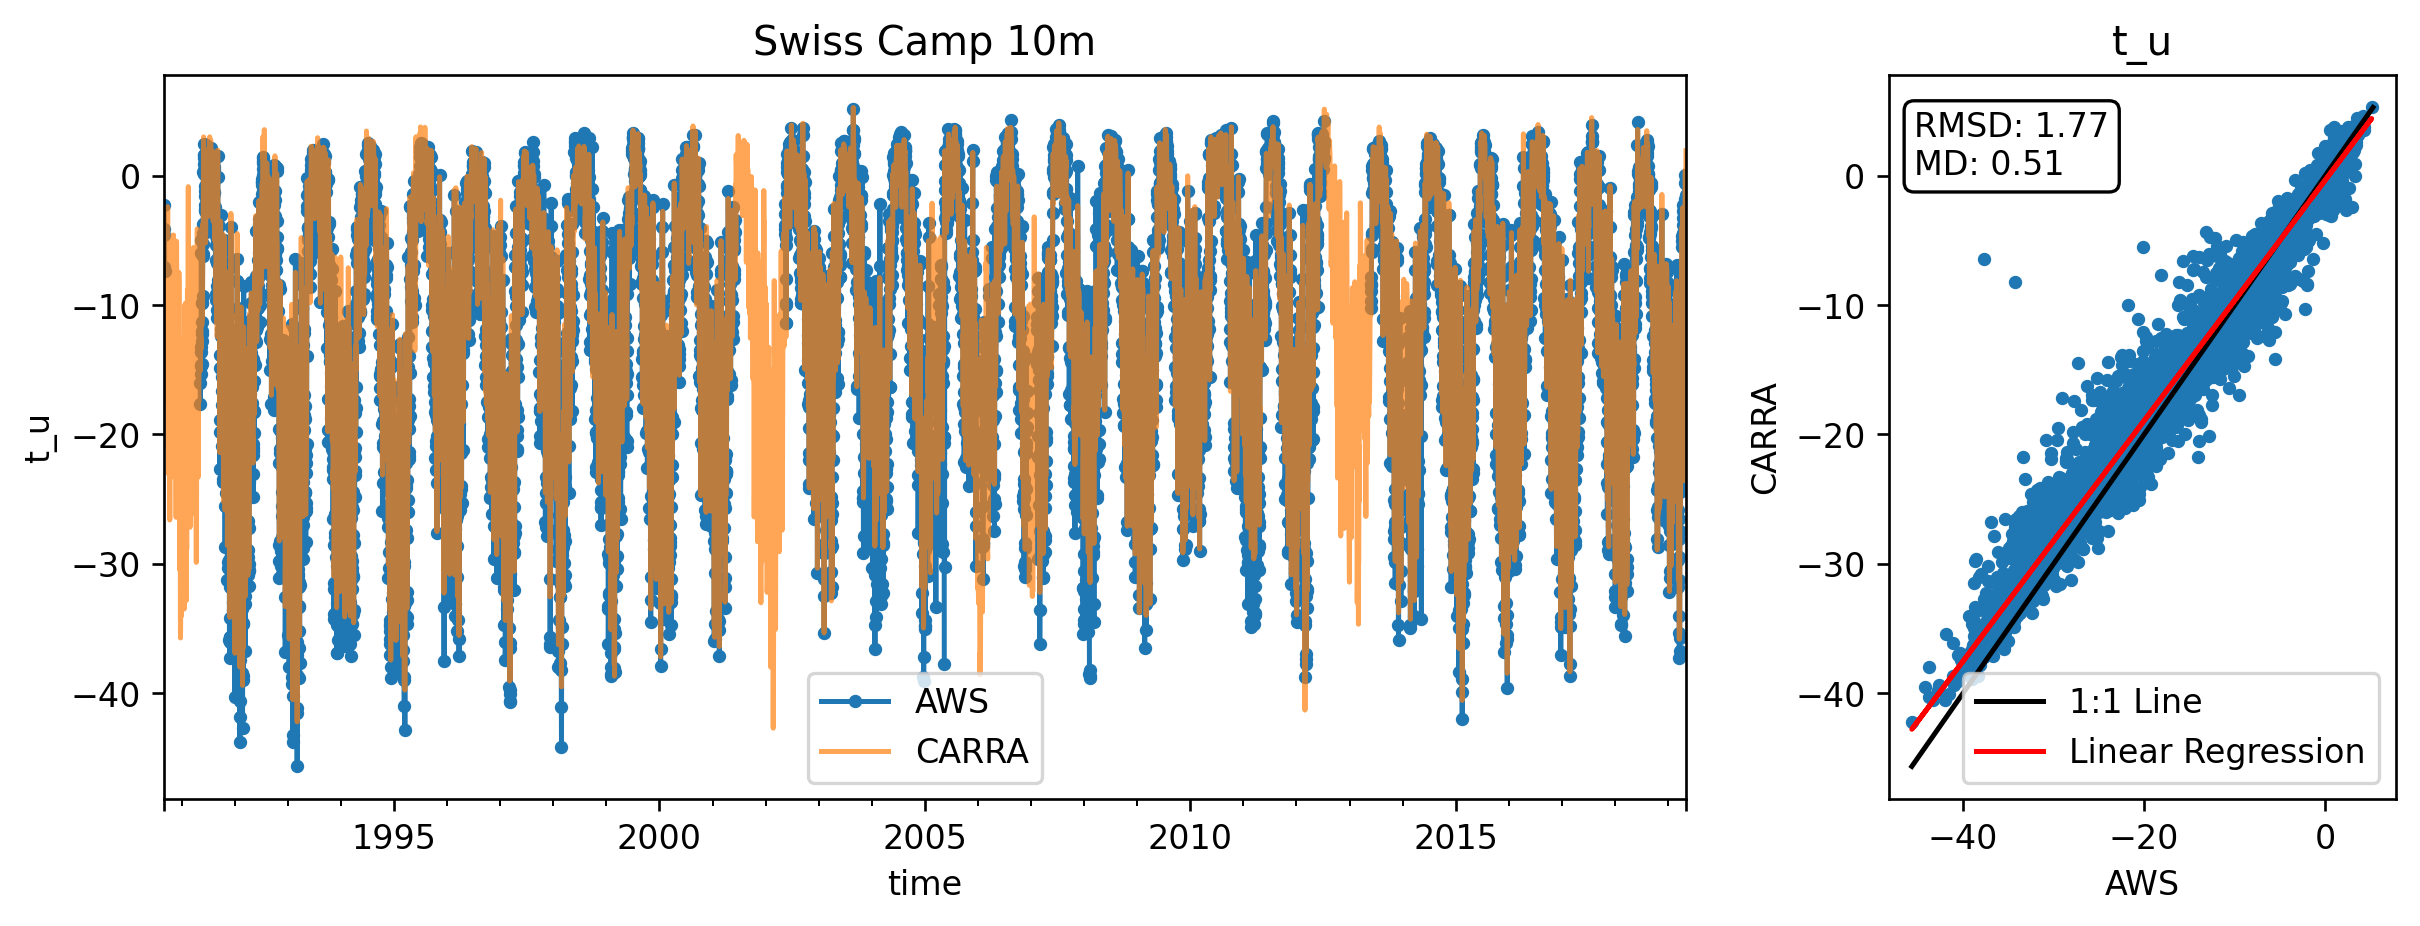 Swiss Camp 10m
t_u
0
−10
−20
−30
−40
t_u
1995
2000
2005
2010
2015
time
AWS
CARRA
t_u
RMSD: 1.77
MD: 0.51
0
−10
−20
−30
−40
CARRA
1:1 Line
Linear Regression
−40
−20
0
AWS